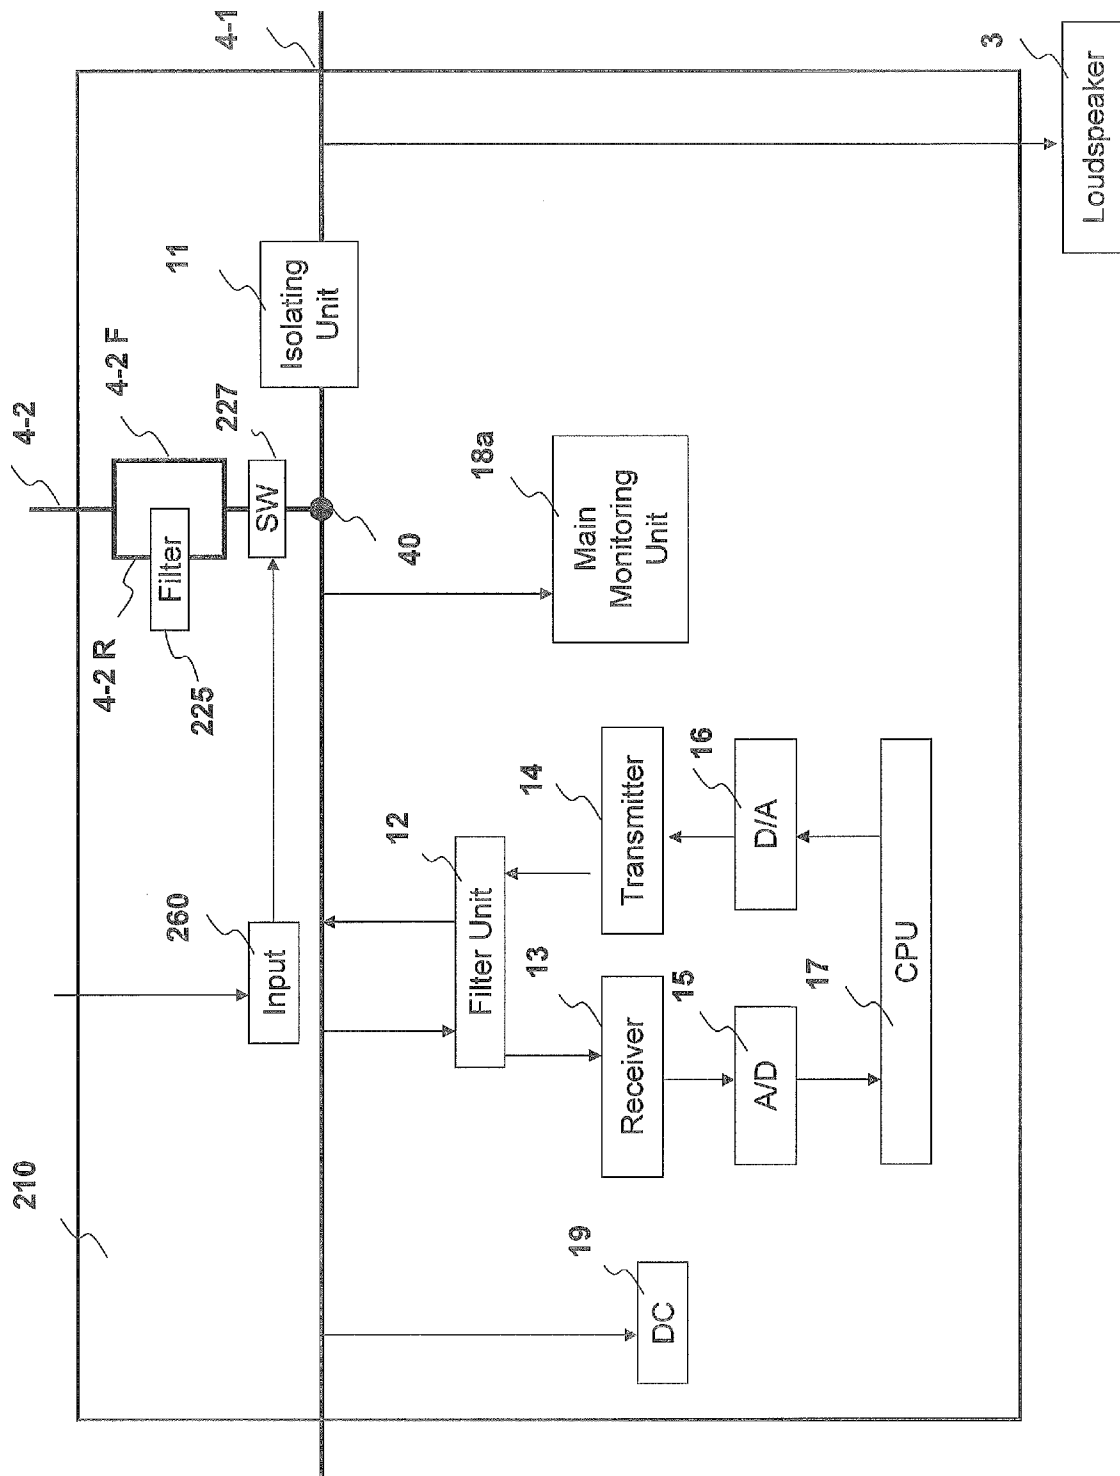 210
260
Input
4-2
4-2 R
4-2 F
Filter
225
SW
227
40
11
Isolating
Unit
4-1
12
Filter Unit
13
Receiver
14
Transmitter
15
A/D
16
D/A
17
CPU
18a
Main
Monitoring
Unit
19
DC
3
Loudspeaker